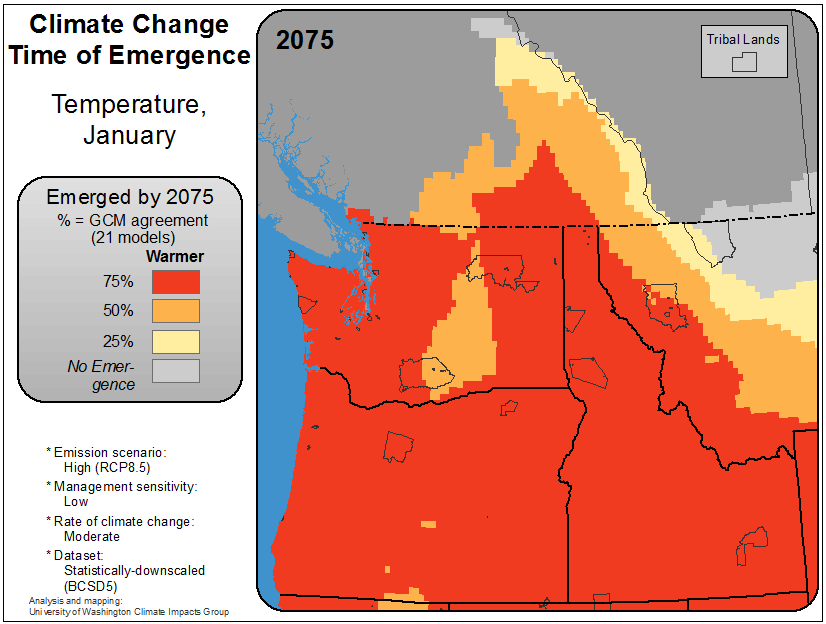 Climate Change
Time of Emergence
Temperature,
January
Emerged by 2075
% = GCM agreement
(21 models)
Warmer
75%
50%
25%
No Emer-
gence
* Emission scenario:
High (RCP8.5)
* Management sensitivity:
Low
* Rate of climate change:
Moderate
* Dataset:
Statistically-downscaled
(BCSD5)
Analysis and mapping:
University of Washington Climate Impacts Group
2075
Tribal Lands